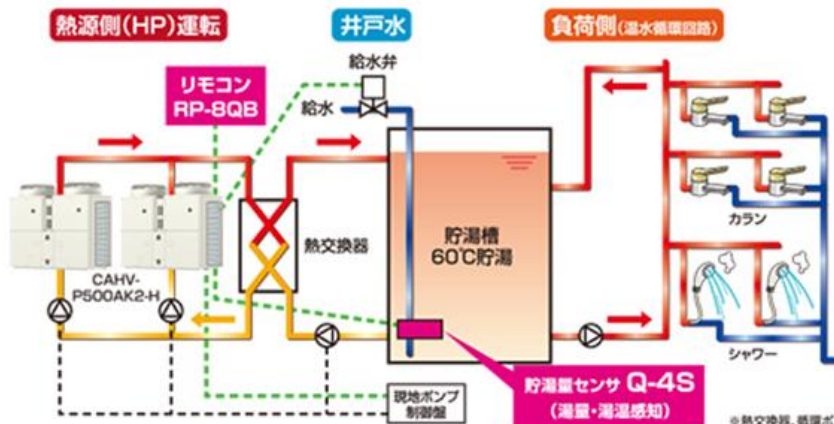 熱源側(HP)運転
井戸水
負荷側(温水循環回路)
リモコン
RP-8QB
給水弁
給水
熱交換器
貯湯槽
60℃貯湯
カラン
CAHV-
P500AK2-H
シャワー
現地ポンプ
制御盤
貯湯量センサ Q-4S
(湯量・湯温感知)
※熱交換器、循環ポ